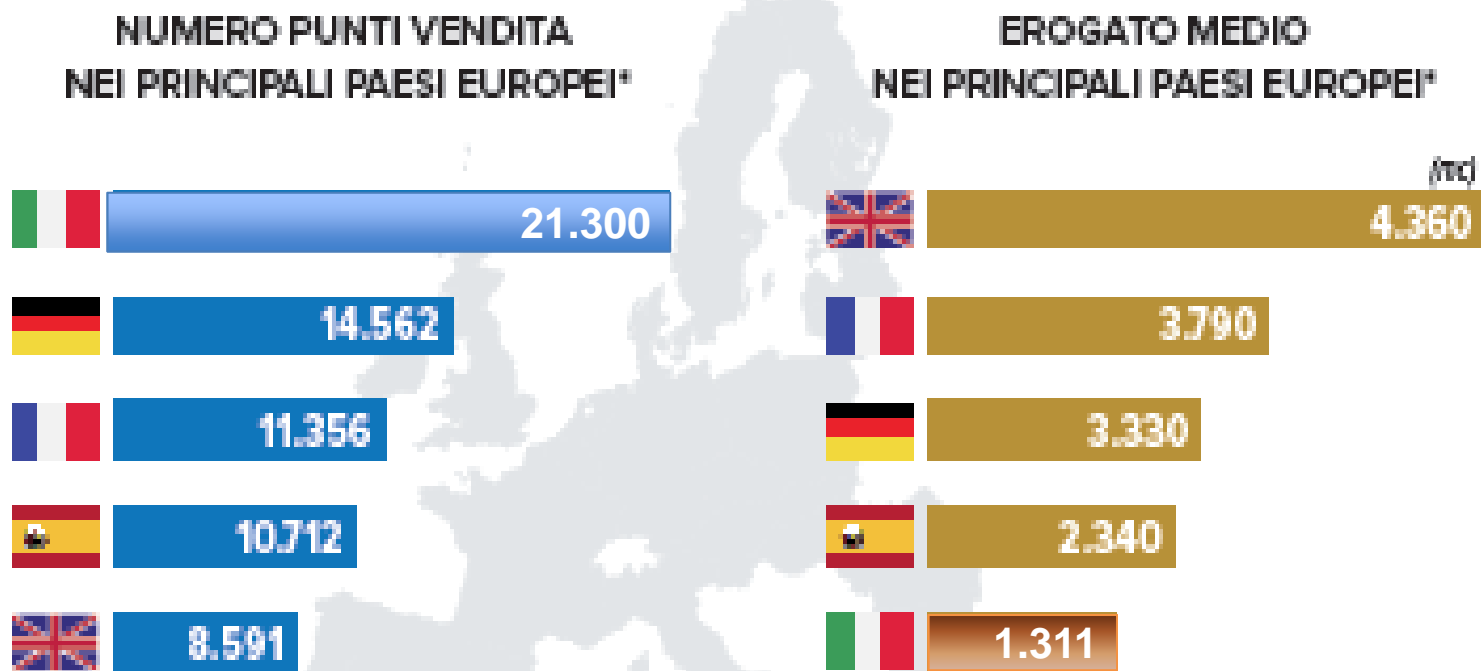 NUMERO PUNTI VENDITA
NEI PRINCIPALI PAESI EUROPEI*
21.300
14.562
11.356
10.712
8.591
EROGATO MEDIO
NEI PRINCIPALI PAESI EUROPEI*
(mc)
4.360
3.790
3.330
2.340
1.311